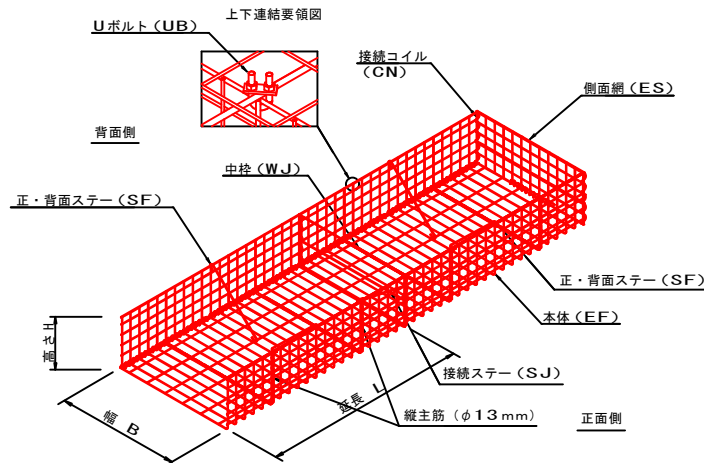 上下連結要領図
Uボルト(UB)
接続コイル
(CN)
側面網(ES)
背面側
中枠(WJ)
正・背面ステー(SF)
正・背面ステー(SF)
本体(EF)
高さH
接続ステー(SJ)
延長 L
幅 B
縦主筋(φ13mm)
正面側